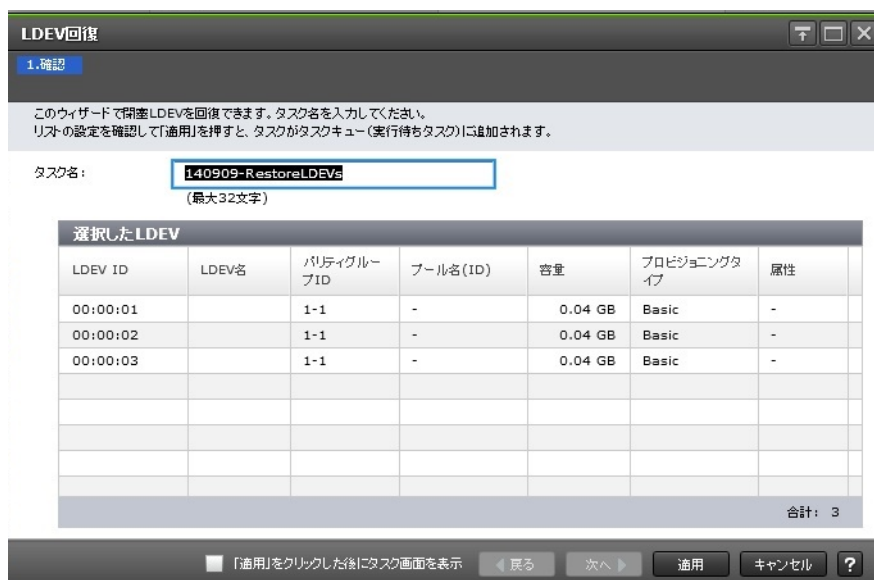 LDEV回復
1.確認
このウィザードで閉塞LDEVを回復できます。タスク名を入力してください。
リストの設定を確認して「適用」を押すと、タスクがタスクキュー(実行待ちタスク)に追加されます。
タスク名: 140909-RestoreLDEVs
(最大32文字)
選択したLDEV
LDEV ID LDEV名 パリティグループID プール名(ID) 容量 プロビジョニングタイプ 属性
00:00:01 1-1 - 0.04 GB Basic -
00:00:02 1-1 - 0.04 GB Basic -
00:00:03 1-1 - 0.04 GB Basic -
合計: 3
「適用」をクリックした後にタスク画面を表示 戻る 次へ 適用 キャンセル ?